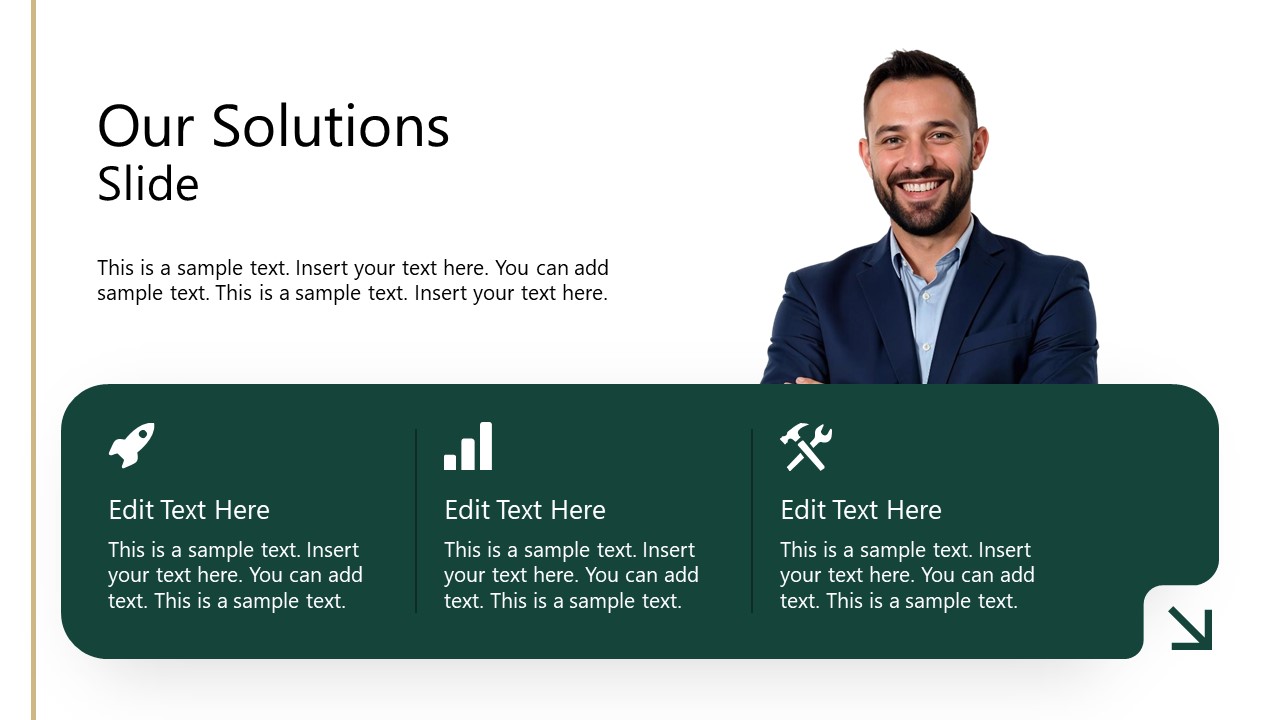 Our Solutions
Slide
This is a sample text. Insert your text here. You can add
sample text. This is a sample text. Insert your text here.
Edit Text Here
This is a sample text. Insert
your text here. You can add
text. This is a sample text.
Edit Text Here
This is a sample text. Insert
your text here. You can add
text. This is a sample text.
Edit Text Here
This is a sample text. Insert
your text here. You can add
text. This is a sample text.